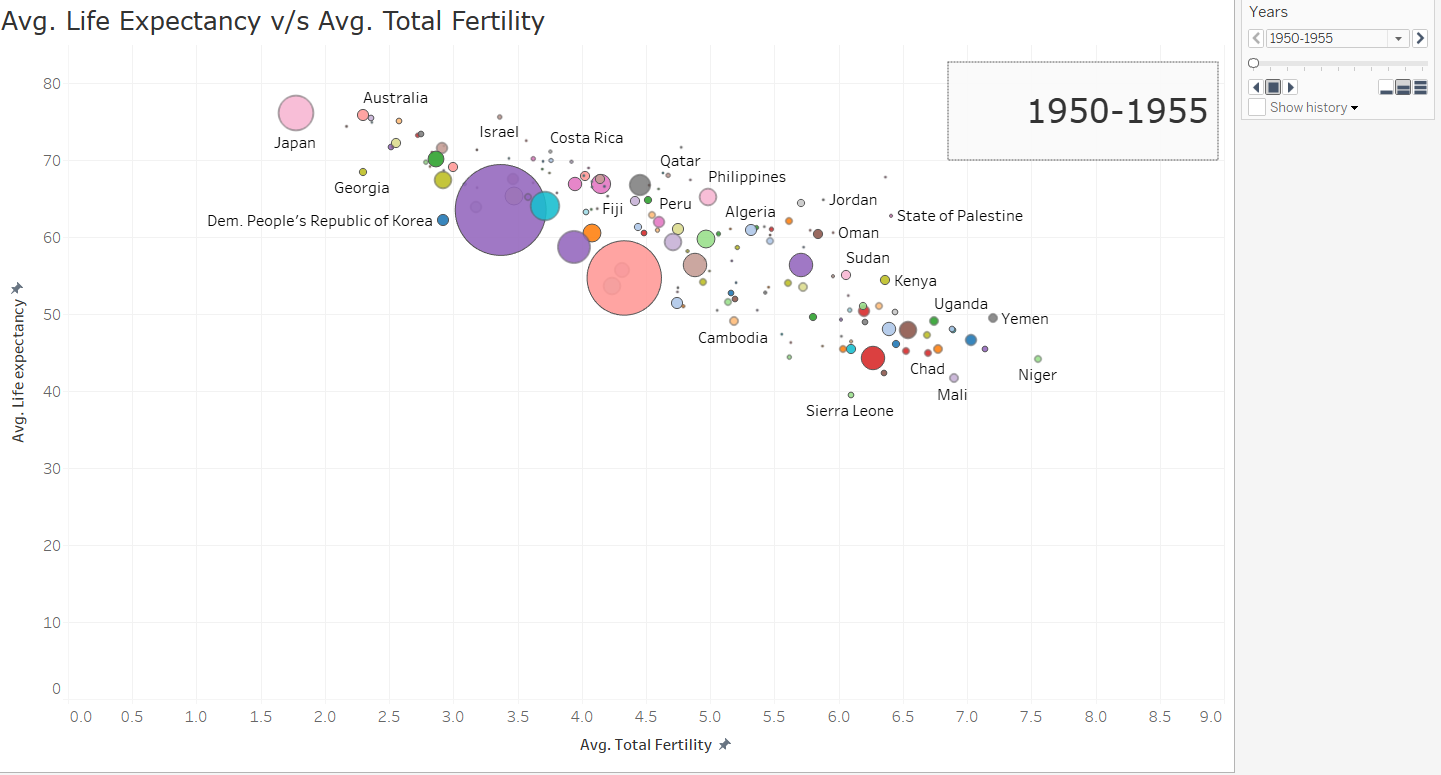 Avg. Life Expectancy v/s Avg. Total Fertility
Years
1950-1955
Show history
1950-1955
80
70
60
50
40
30
20
10
0
Avg. Life expectancy
Australia
Japan
Israel
Costa Rica
Georgia
Qatar
Philippines
Dem. People's Republic of Korea
Fiji
Peru
Algeria
Jordan
State of Palestine
Oman
Sudan
Kenya
Uganda
Yemen
Cambodia
Chad
Niger
Mali
Sierra Leone
0.0 0.5 1.0 1.5 2.0 2.5 3.0 3.5 4.0 4.5 5.0 5.5 6.0 6.5 7.0 7.5 8.0 8.5 9.0
Avg. Total Fertility